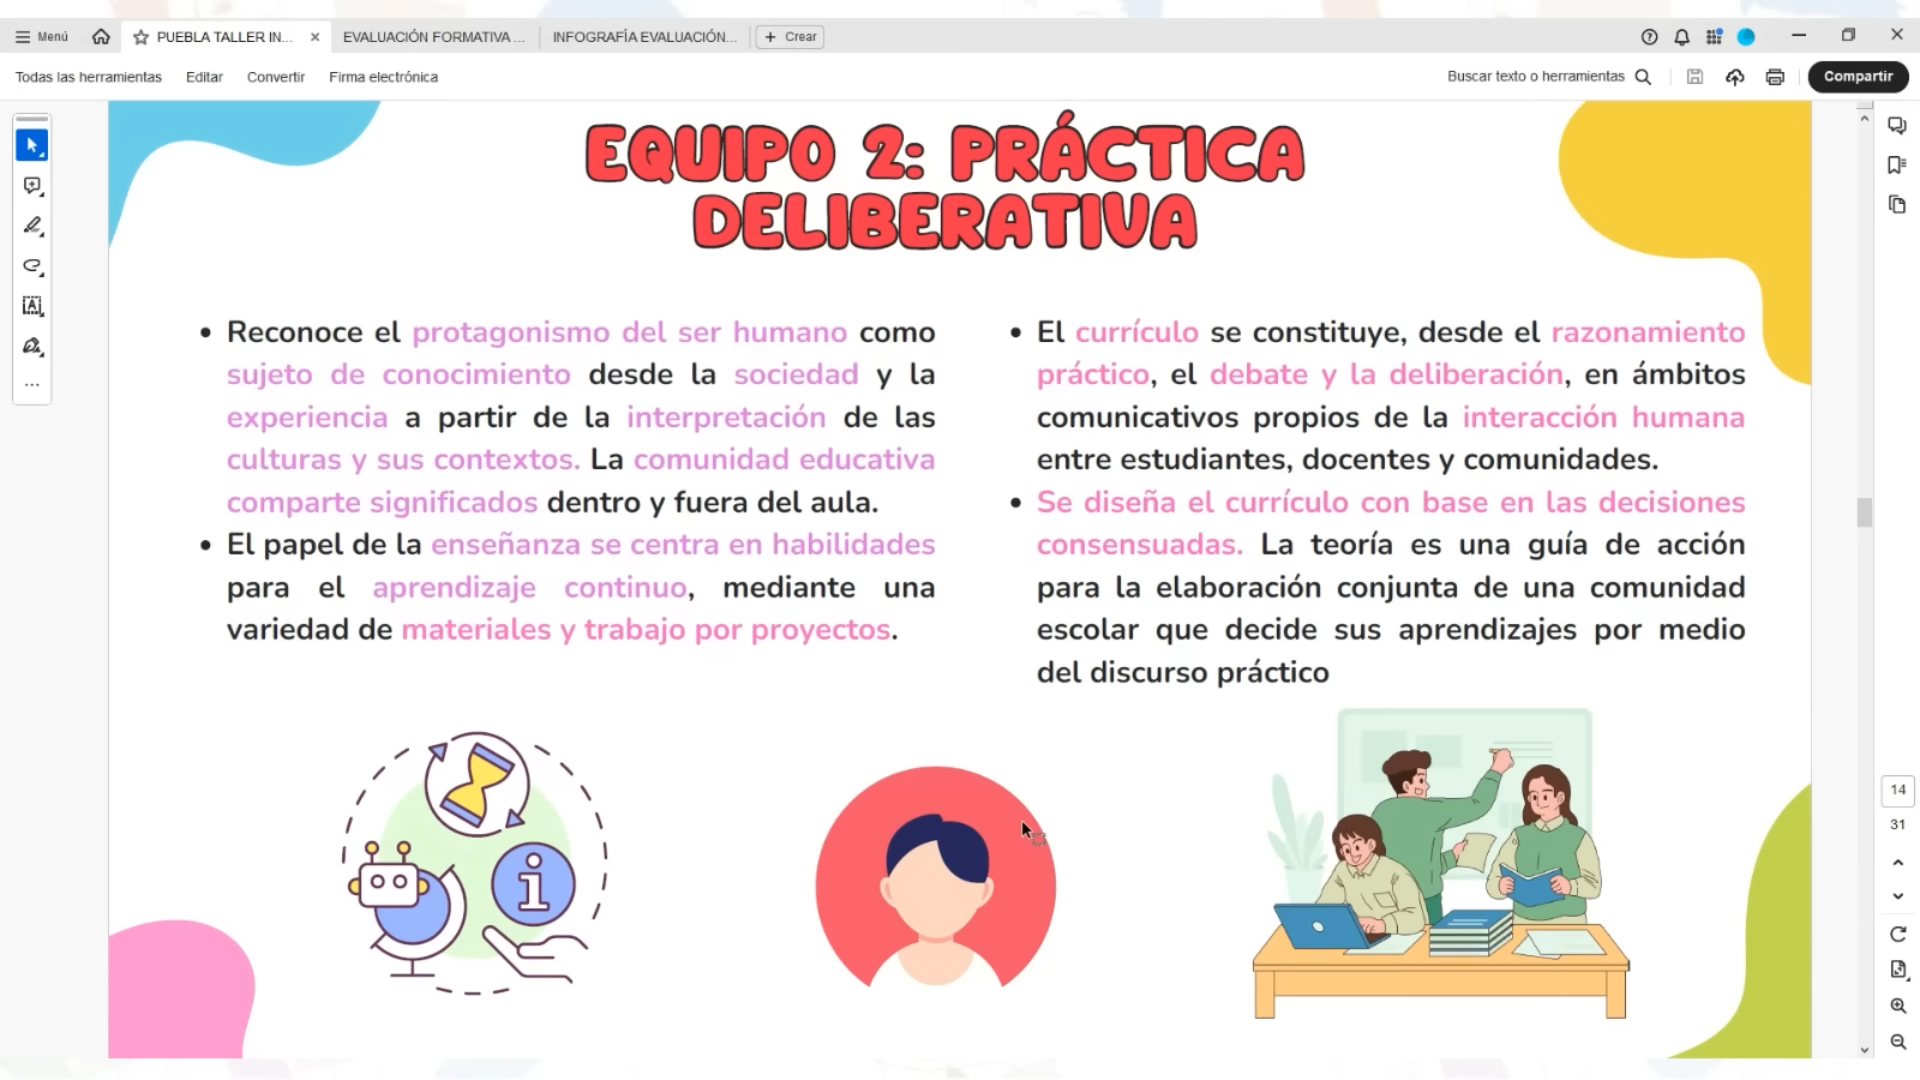 Menú
PUEBLA TALLER IN...
EVALUACIÓN FORMATIVA ...
INFOGRAFÍA EVALUACIÓN...
Crear
Todas las herramientas
Editar
Convertir
Firma electrónica
Buscar texto o herramientas
Compartir
EQUIPO 2: PRÁCTICA
DELIBERATIVA
• Reconoce el protagonismo del ser humano como
sujeto de conocimiento desde la sociedad y la
experiencia a partir de la interpretación de las
culturas y sus contextos. La comunidad educativa
comparte significados dentro y fuera del aula.
• El papel de la enseñanza se centra en habilidades
para el aprendizaje continuo, mediante una
variedad de materiales y trabajo por proyectos.
• El currículo se constituye, desde el razonamiento
práctico, el debate y la deliberación, en ámbitos
comunicativos propios de la interacción humana
entre estudiantes, docentes y comunidades.
• Se diseña el currículo con base en las decisiones
consensuadas. La teoría es una guía de acción
para la elaboración conjunta de una comunidad
escolar que decide sus aprendizajes por medio
del discurso práctico
14
31